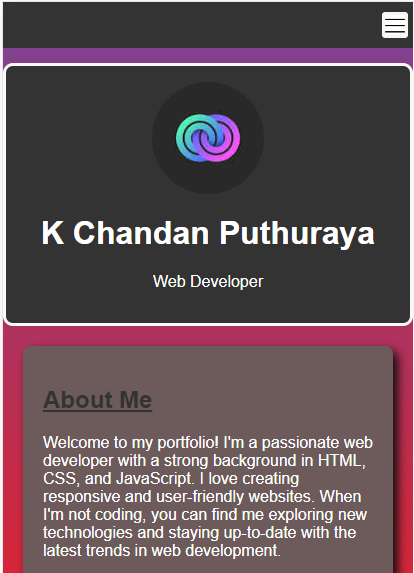 K Chandan Puthuraya
Web Developer
About Me
Welcome to my portfolio! I'm a passionate web
developer with a strong background in HTML,
CSS, and JavaScript. I love creating
responsive and user-friendly websites. When
I'm not coding, you can find me exploring new
technologies and staying up-to-date with the
latest trends in web development.